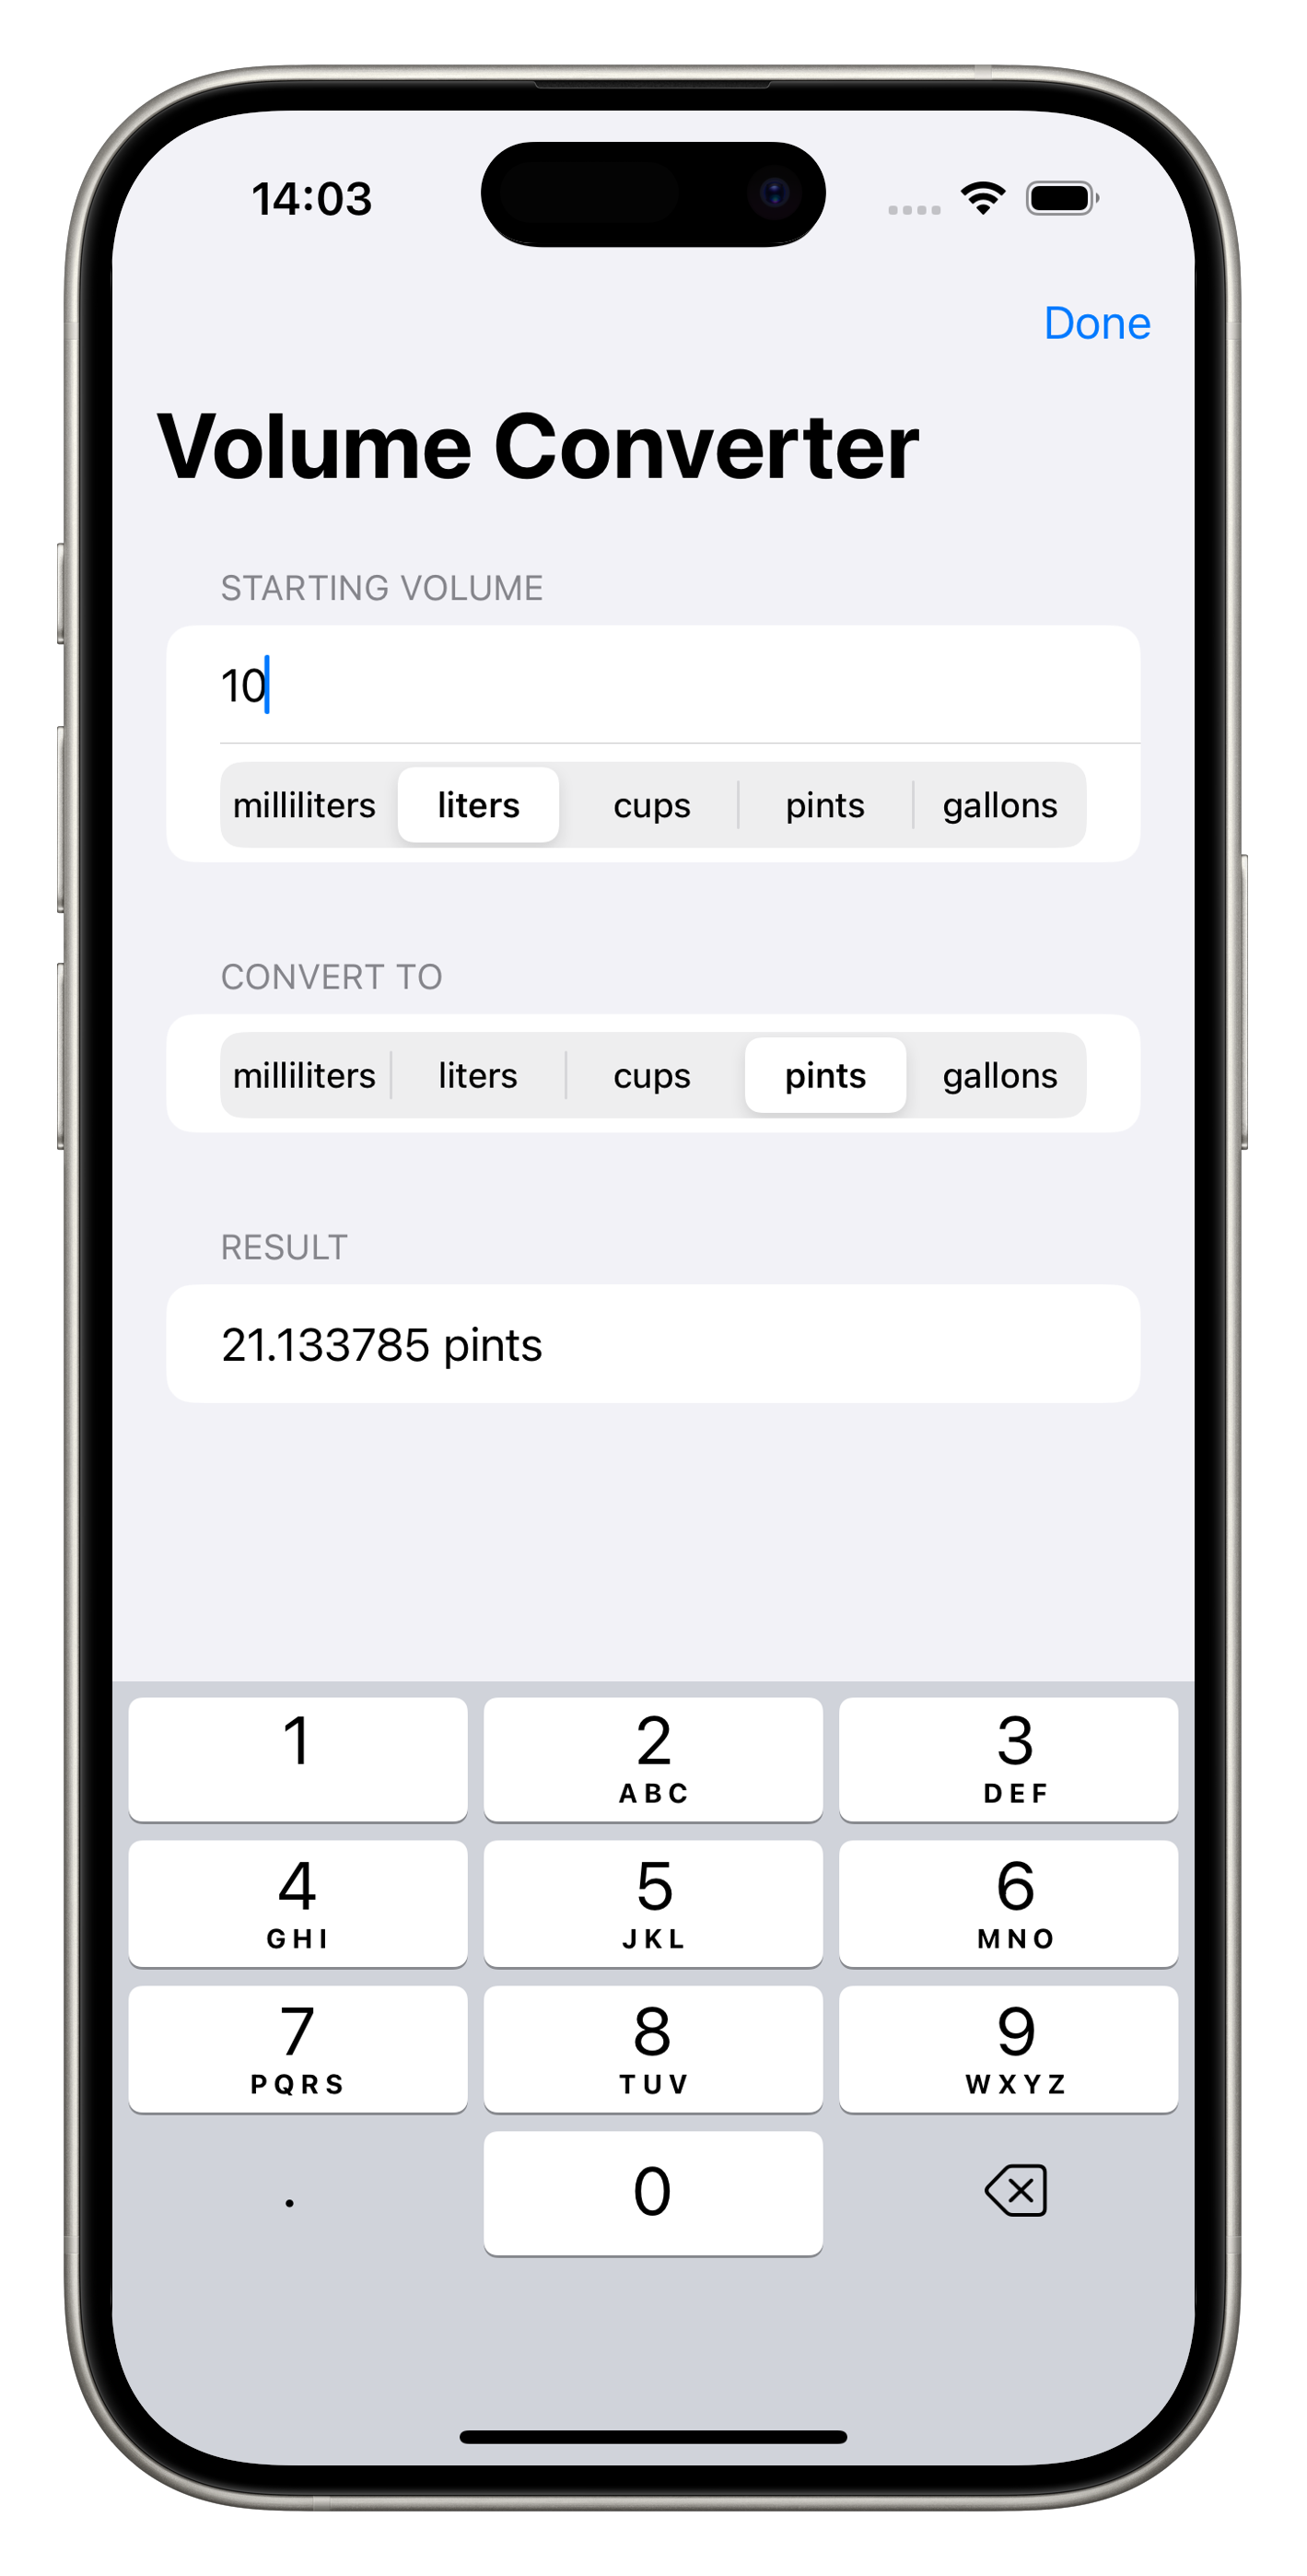 14:03
Done
Volume Converter
STARTING VOLUME
10
milliliters liters cups pints gallons
CONVERT TO
milliliters liters cups pints gallons
RESULT
21.133785 pints
1 2 3
ABC DEF
4 5 6
GHI JKL MNO
7 8 9
PQRS TUV WXYZ
. 0